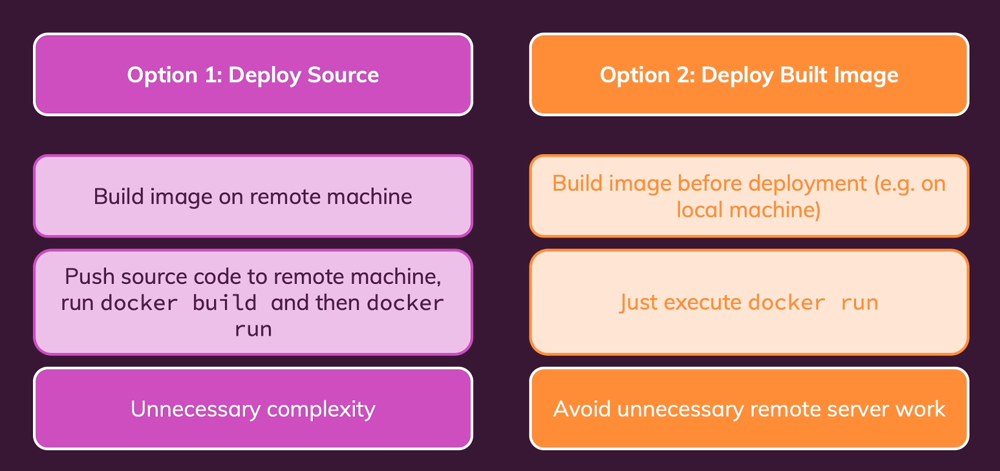 Option 1: Deploy Source
Option 2: Deploy Built Image
Build image on remote machine
Build image before deployment (e.g. on
local machine)
Push source code to remote machine,
run docker build and then docker
run
Just execute docker run
Unnecessary complexity
Avoid unnecessary remote server work